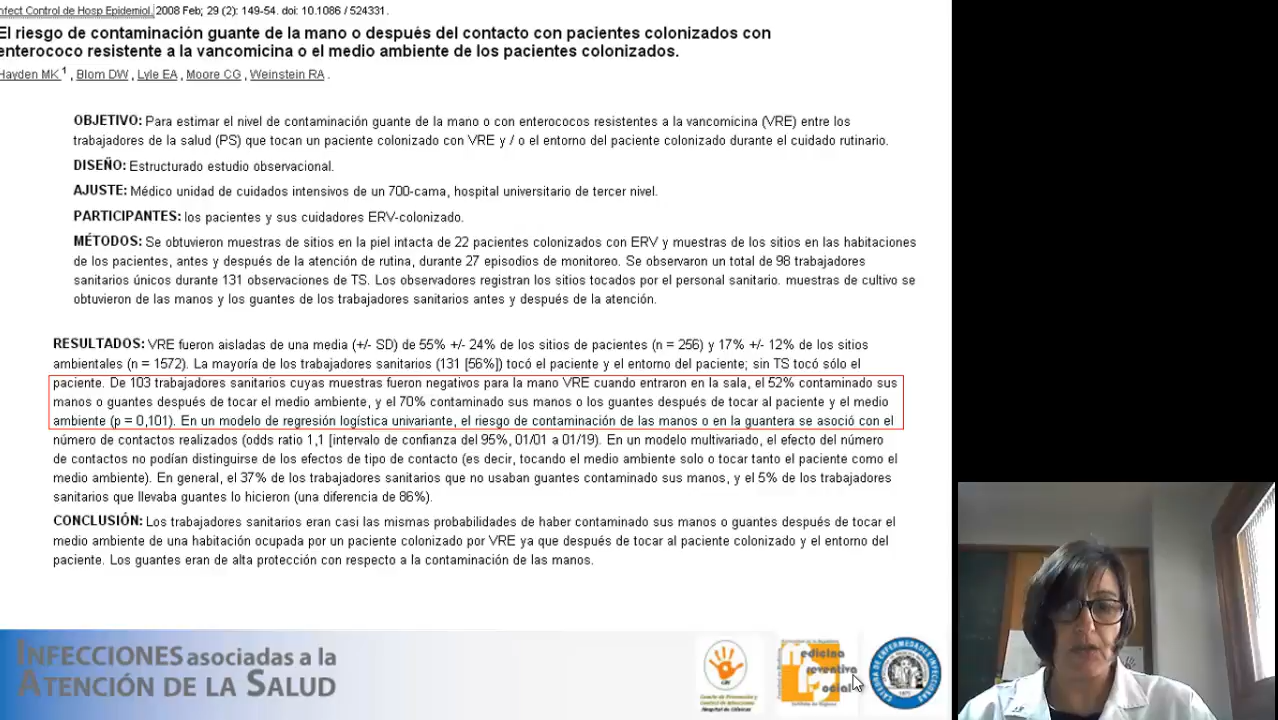 nfect Control de Hosp Epidemiol. 2008 Feb; 29 (2): 149-54. doi: 10.1086 / 524331.
El riesgo de contaminación guante de la mano o después del contacto con pacientes colonizados con
enterococo resistente a la vancomicina o el medio ambiente de los pacientes colonizados.
Hayden MK 1 , Blom DW , Lyle EA , Moore CG , Weinstein RA .
OBJETIVO: Para estimar el nivel de contaminación guante de la mano o con enterococos resistentes a la vancomicina (VRE) entre los
trabajadores de la salud (PS) que tocan un paciente colonizado con VRE y / o el entorno del paciente colonizado durante el cuidado rutinario.
DISEÑO: Estructurado estudio observacional.
AJUSTE: Médico unidad de cuidados intensivos de un 700-cama, hospital universitario de tercer nivel.
PARTICIPANTES: los pacientes y sus cuidadores ERV-colonizado.
MÉTODOS: Se obtuvieron muestras de sitios en la piel intacta de 22 pacientes colonizados con ERV y muestras de los sitios en las habitaciones
de los pacientes, antes y después de la atención de rutina, durante 27 episodios de monitoreo. Se observaron un total de 98 trabajadores
sanitarios únicos durante 131 observaciones de TS. Los observadores registran los sitios tocados por el personal sanitario. muestras de cultivo se
obtuvieron de las manos y los guantes de los trabajadores sanitarios antes y después de la atención.
RESULTADOS: VRE fueron aisladas de una media (+/- SD) de 55% +/- 24% de los sitios de pacientes (n = 256) y 17% +/- 12% de los sitios
ambientales (n = 1572). La mayoría de los trabajadores sanitarios (131 [56%]) tocó el paciente y el entorno del paciente; sin TS tocó sólo el
paciente. De 103 trabajadores sanitarios cuyas muestras fueron negativos para la mano VRE cuando entraron en la sala, el 52% contaminado sus
manos o guantes después de tocar el medio ambiente, y el 70% contaminado sus manos o los guantes después de tocar al paciente y el medio
ambiente (p = 0,101). En un modelo de regresión logística univariante, el riesgo de contaminación de las manos o en la guantera se asoció con el
número de contactos realizados (odds ratio 1,1 [intervalo de confianza del 95%, 01/01 a 01/19). En un modelo multivariado, el efecto del número
de contactos no podían distinguirse de los efectos de tipo de contacto (es decir, tocando el medio ambiente solo o tocar tanto el paciente como el
medio ambiente). En general, el 37% de los trabajadores sanitarios que no usaban guantes contaminado sus manos, y el 5% de los trabajadores
sanitarios que llevaba guantes lo hicieron (una diferencia de 86%).
CONCLUSIÓN: Los trabajadores sanitarios eran casi las mismas probabilidades de haber contaminado sus manos o guantes después de tocar el
medio ambiente de una habitación ocupada por un paciente colonizado por VRE ya que después de tocar al paciente colonizado y el entorno del
paciente. Los guantes eran de alta protección con respecto a la contaminación de las manos.
INFECCIONES asociadas a la
ATENCIÓN DE LA SALUD
Hospital de Clínicas
Medicina
Preventiva
Social
CATEDRA DE ENFERMEDADES INFECCIOSAS